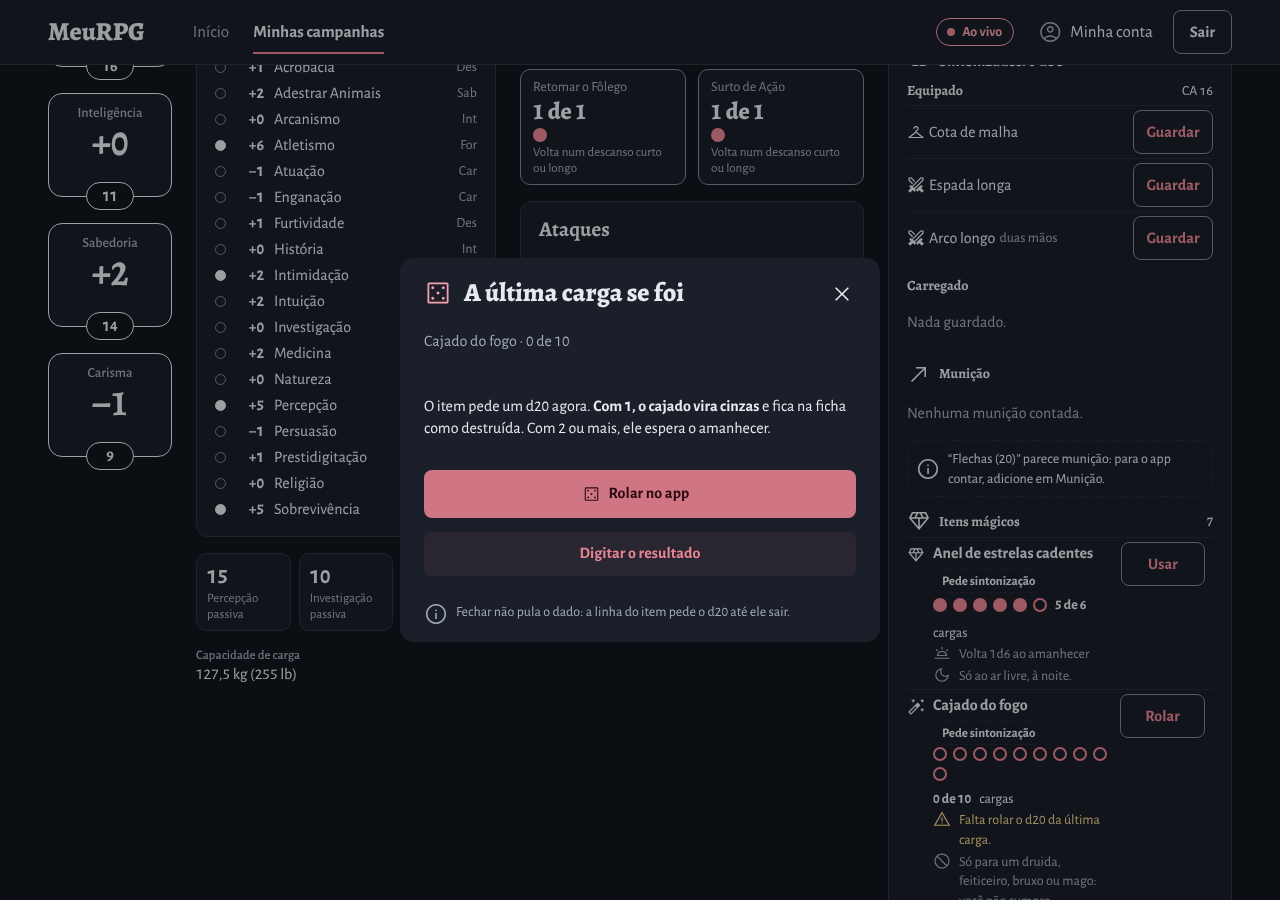 MeuRPG
Início
Minhas campanhas
Ao vivo
Minha conta
Sair
16
Inteligência
+0
11
Sabedoria
+2
14
Carisma
−1
9
+1 Acrobacia Des
+2 Adestrar Animais Sab
+0 Arcanismo Int
+6 Atletismo For
−1 Atuação Car
−1 Enganação Car
+1 Furtividade Des
+0 História Int
+2 Intimidação
+2 Intuição
+0 Investigação
+2 Medicina
+0 Natureza
+5 Percepção
−1 Persuasão
+1 Prestidigitação
+0 Religião
+5 Sobrevivência
15
Percepção
passiva
10
Investigação
passiva
Capacidade de carga
127,5 kg (255 lb)
Retomar o Fôlego
1 de 1
Volta num descanso curto
ou longo
Surto de Ação
1 de 1
Volta num descanso curto
ou longo
Ataques
A última carga se foi
Cajado do fogo · 0 de 10
O item pede um d20 agora. Com 1, o cajado vira cinzas e fica na ficha
como destruída. Com 2 ou mais, ele espera o amanhecer.
Rolar no app
Digitar o resultado
Fechar não pula o dado: a linha do item pede o d20 até ele sair.
Equipado CA 16
Cota de malha Guardar
Espada longa Guardar
Arco longo duas mãos Guardar
Carregado
Nada guardado.
Munição
Nenhuma munição contada.
“Flechas (20)” parece munição: para o app
contar, adicione em Munição.
Itens mágicos 7
Anel de estrelas cadentes Usar
Pede sintonização
5 de 6
cargas
Volta 1d6 ao amanhecer
Só ao ar livre, à noite.
Cajado do fogo Rolar
Pede sintonização
0 de 10 cargas
Falta rolar o d20 da última
carga.
Só para um druida,
feiticeiro, bruxo ou mago: